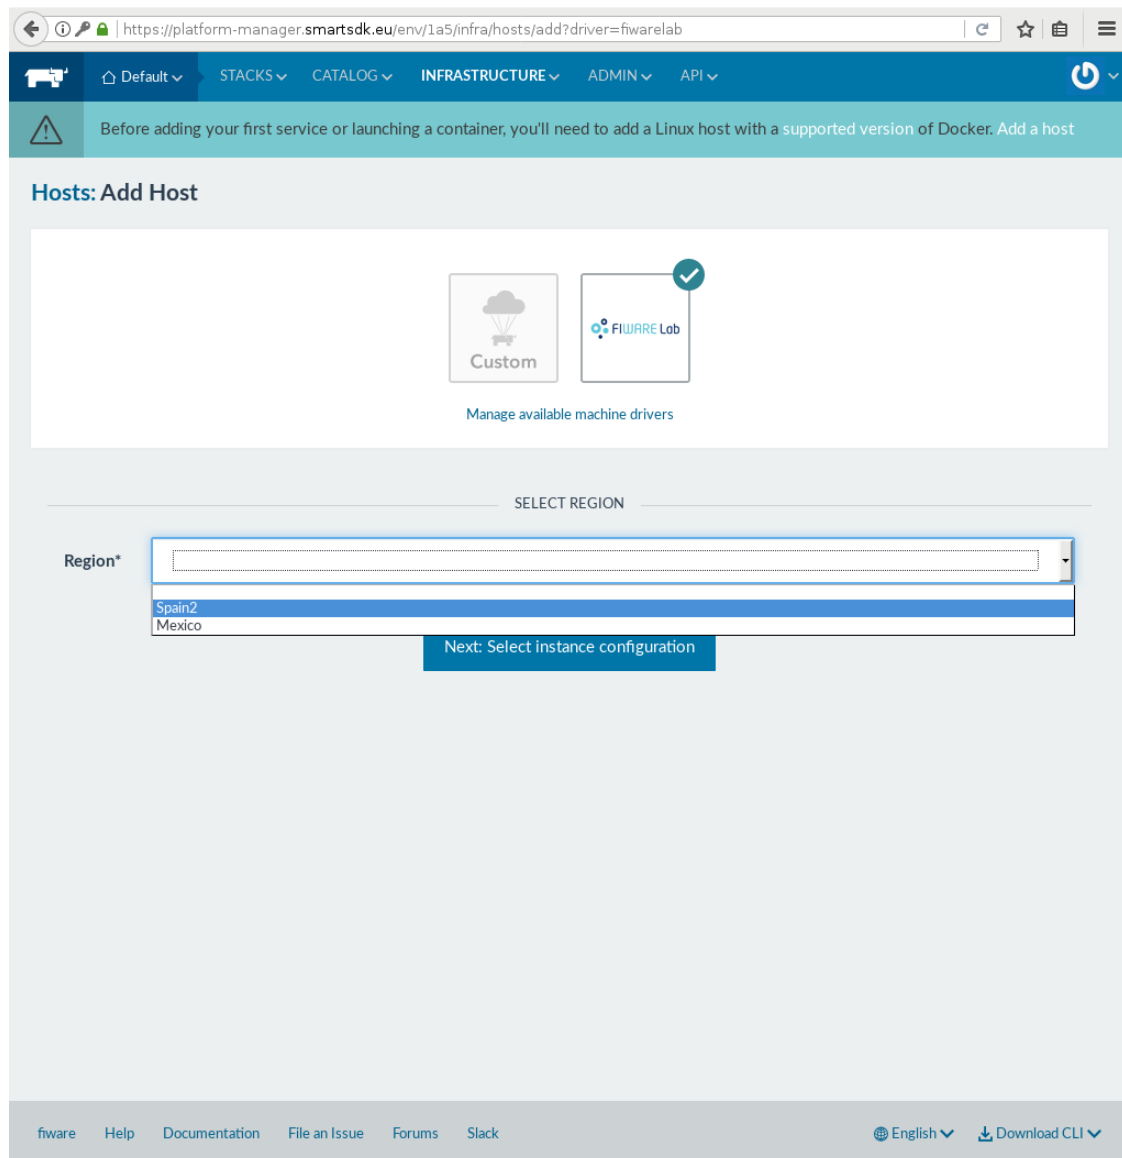 https://platform-manager.smartsdk.eu/env/1a5/infra/hosts/add?driver=fiwarelab
Default STACKS CATALOG INFRASTRUCTURE ADMIN API
Before adding your first service or launching a container, you'll need to add a Linux host with a supported version of Docker. Add a host
Hosts: Add Host
Custom
FIWARE Lab
Manage available machine drivers
SELECT REGION
Region*
Spain2
Mexico
Next: Select instance configuration
fiware Help Documentation File an Issue Forums Slack English Download CLI